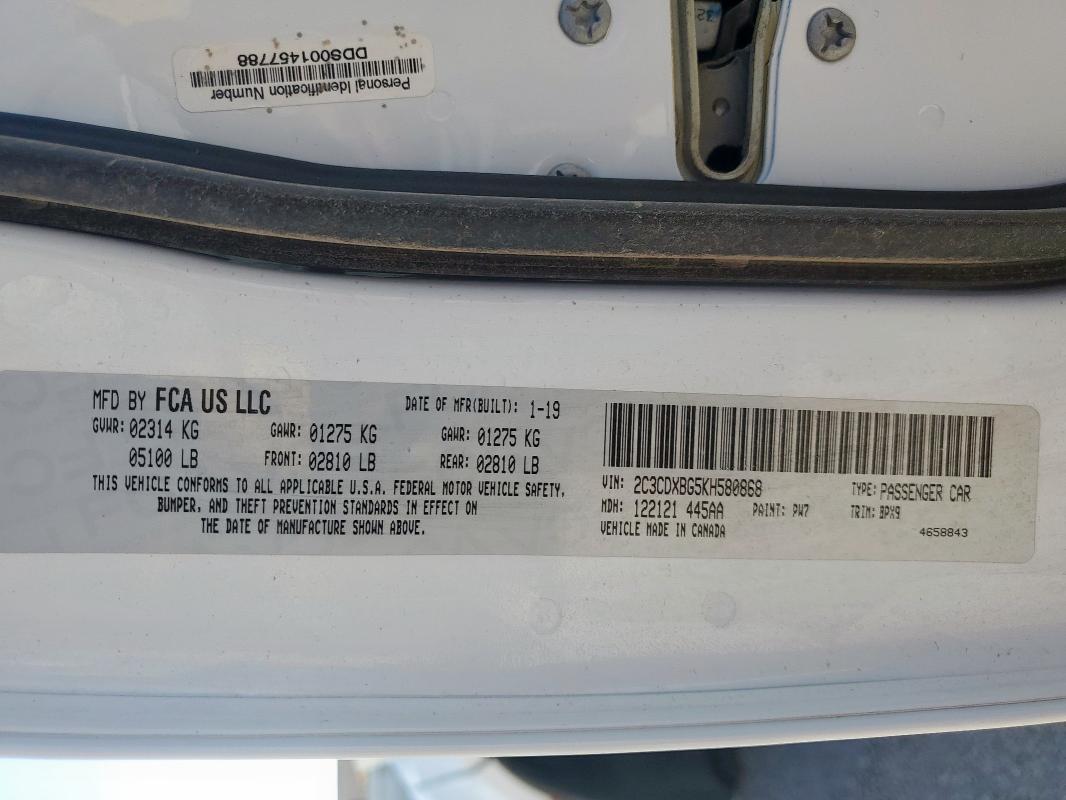 Personal Identification Number
DDS001457788
32
MFD BY FCA US LLC DATE OF MFR(BUILT): 1-19
GVWR: 02314 KG GAWR: 01275 KG GAWR: 01275 KG
05100 LB FRONT: 02810 LB REAR: 02810 LB
THIS VEHICLE CONFORMS TO ALL APPLICABLE U.S.A. FEDERAL MOTOR VEHICLE SAFETY,
BUMPER, AND THEFT PREVENTION STANDARDS IN EFFECT ON
THE DATE OF MANUFACTURE SHOWN ABOVE.
VIN: 2C3CDXBG5KH580868 TYPE: PASSENGER CAR
MDH: 122121 445AA PAINT: PW7 TRIM: BPX9
VEHICLE MADE IN CANADA 4658843